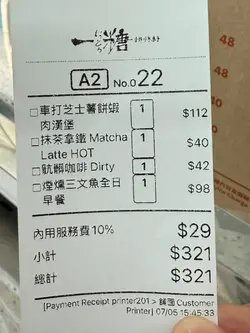 一糖
A2 No.022
□車打芝士薯餅蝦 1 $112
肉漢堡
□抹茶拿鐵 Matcha 1 $40
Latte HOT
□骯髒咖啡 Dirty 1 $42
□煙燻三文魚全日 1 $98
早餐
內用服務費10% $29
小計 $321
總計 $321
[Payment Receipt printer201 > 舖面 Customer
Printer] 07/05 15:45:33
48
48